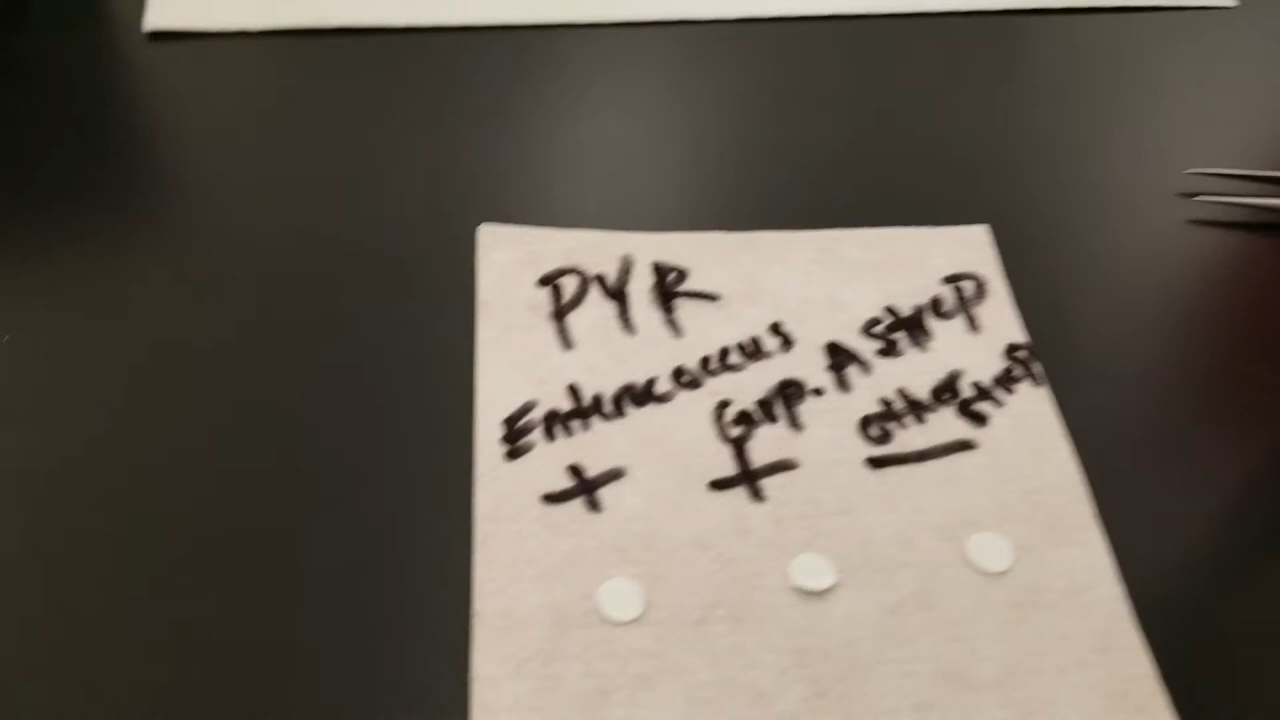 PYR
Enterococcus Grp. A Strep other strep
+ + —